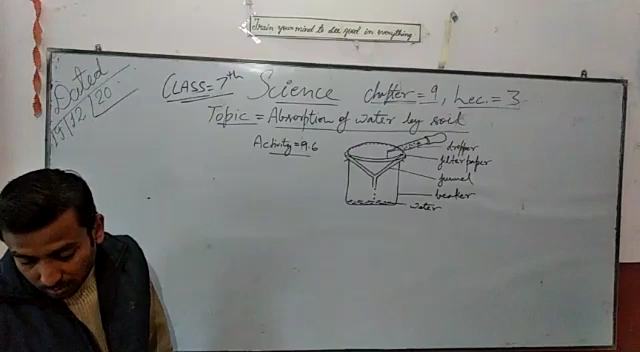 Train your mind to see good in everything
Dated
19/12/20
CLASS = 7th Science chapter = 9, Lec. = 3
Topic = Absorption of water by soil
Activity = 9.6
dropper
filter paper
funnel
beaker
water